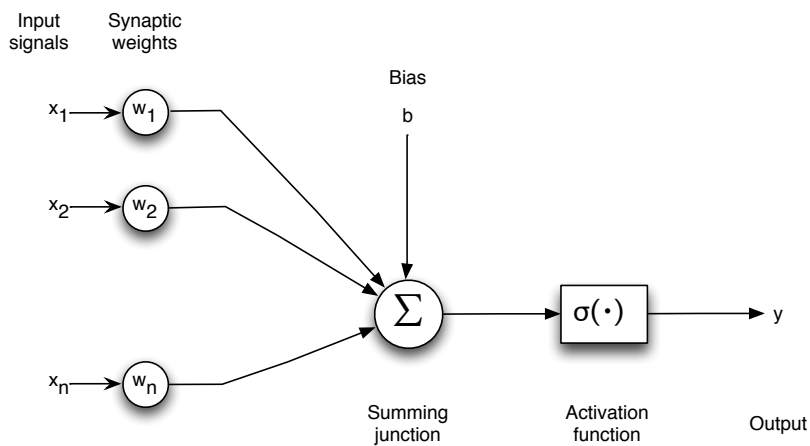 Input signals
Synaptic weights
Bias
b
x₁
w₁
x₂
w₂
xₙ
wₙ
Σ
σ(·)
y
Summing junction
Activation function
Output